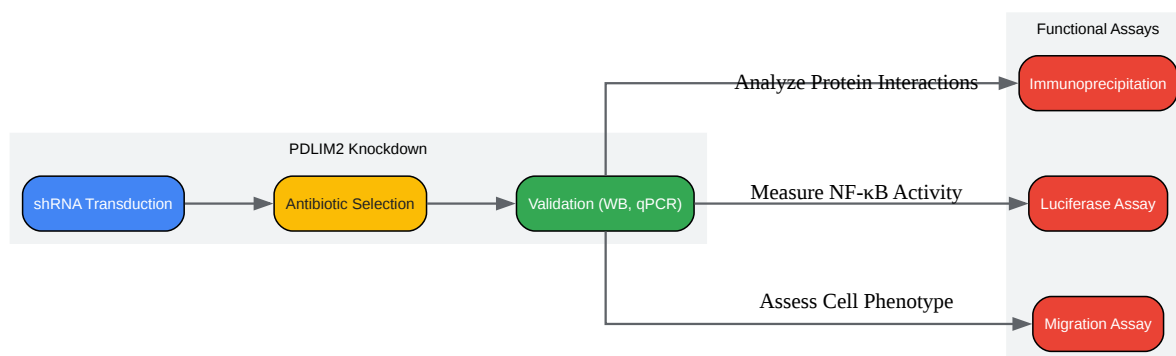 Functional Assays
Analyze Protein Interactions
Immunoprecipitation
PDLIM2 Knockdown
shRNA Transduction
Antibiotic Selection
Validation (WB, qPCR)
Measure NF-κB Activity
Luciferase Assay
Assess Cell Phenotype
Migration Assay